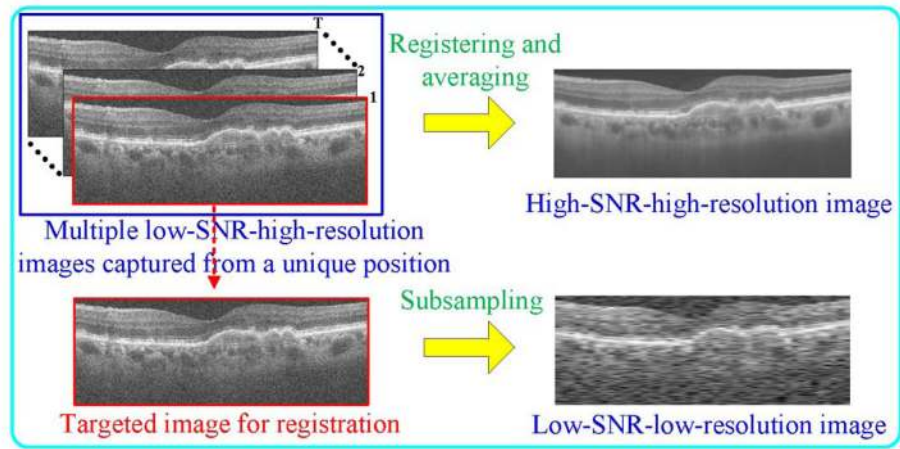 T
2
1
Registering and
averaging
High-SNR-high-resolution image
Multiple low-SNR-high-resolution
images captured from a unique position
Subsampling
Targeted image for registration
Low-SNR-low-resolution image